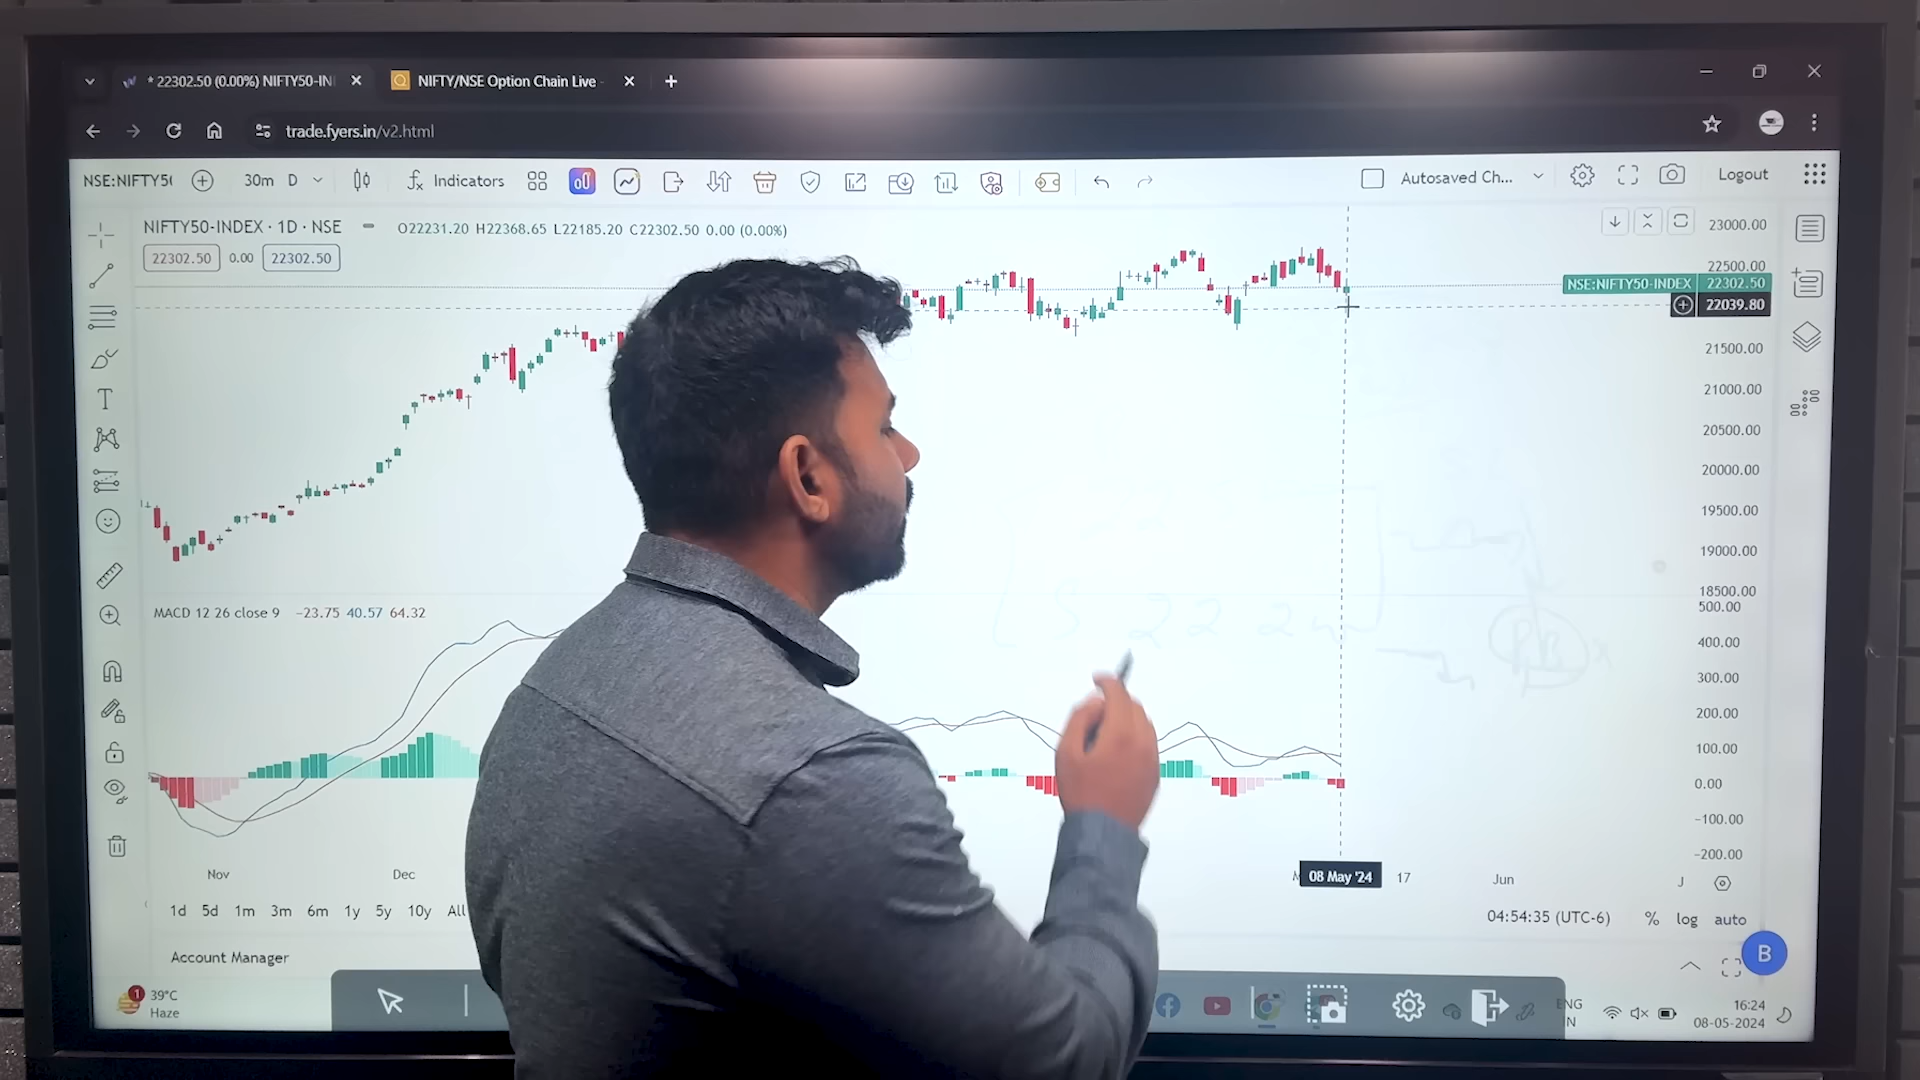 * 22302.50 (0.00%) NIFTY50-IN
NIFTY/NSE Option Chain Live
trade.fyers.in/v2.html
NSE:NIFTY50
30m D
Indicators
Autosaved Ch...
Logout
NIFTY50-INDEX · 1D · NSE
O22231.20 H22368.65 L22185.20 C22302.50 0.00 (0.00%)
22302.50 0.00 22302.50
23000.00
22500.00
NSE:NIFTY50-INDEX 22302.50
22039.80
21500.00
21000.00
20500.00
20000.00
19500.00
19000.00
18500.00
MACD 12 26 close 9 −23.75 40.57 64.32
500.00
400.00
300.00
200.00
100.00
0.00
−100.00
−200.00
Nov
Dec
08 May '24
17
Jun
J
1d 5d 1m 3m 6m 1y 5y 10y All
04:54:35 (UTC-6)
% log auto
Account Manager
B
1
39°C
Haze
ENG
IN
16:24
08-05-2024